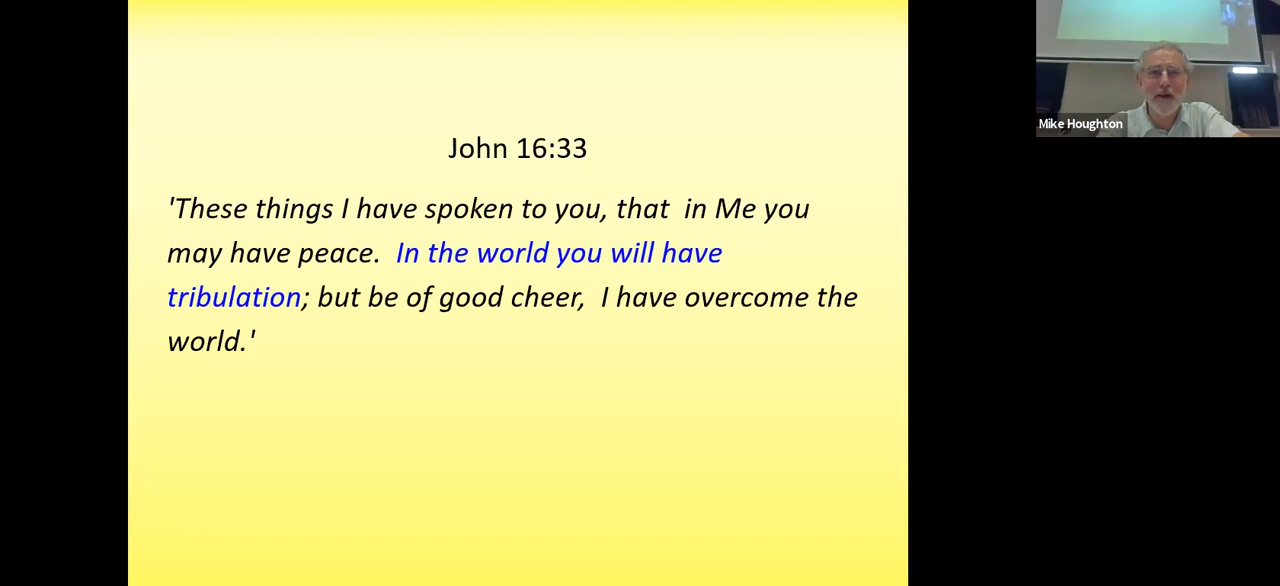 John 16:33
'These things I have spoken to you, that  in Me you
may have peace.  In the world you will have
tribulation; but be of good cheer,  I have overcome the
world.'
Mike Houghton